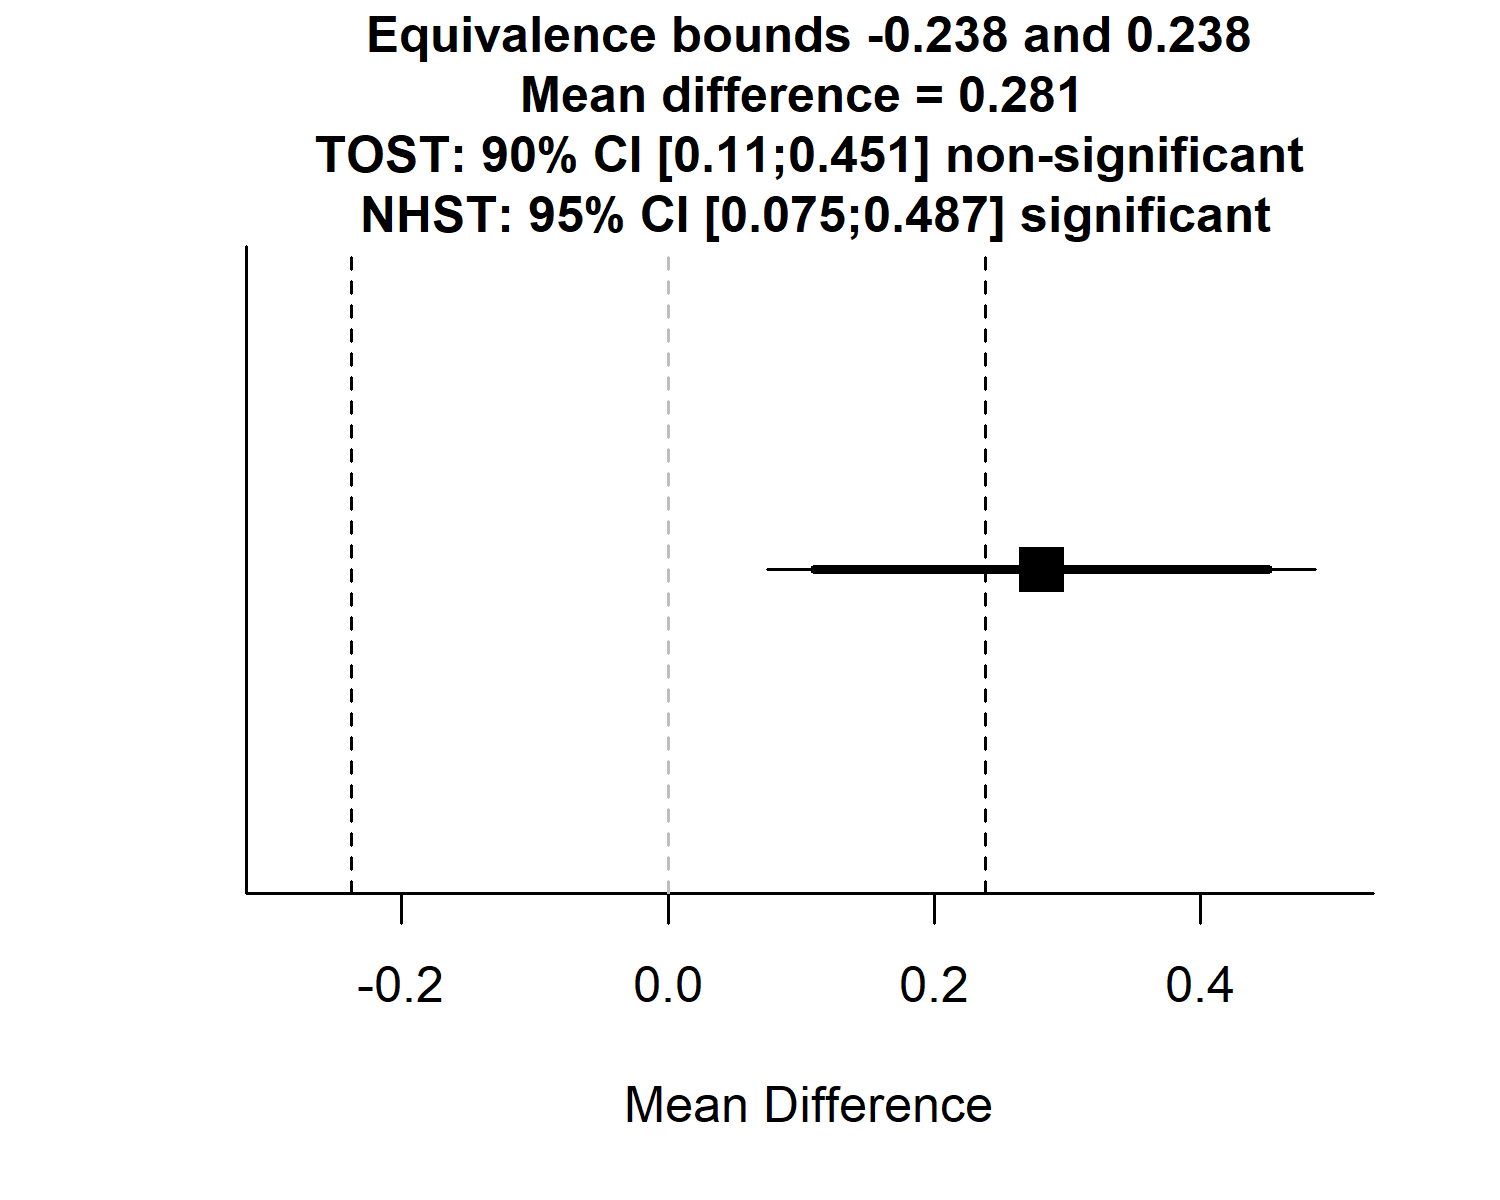 Equivalence bounds -0.238 and 0.238
Mean difference = 0.281
TOST: 90% CI [0.11;0.451] non-significant
NHST: 95% CI [0.075;0.487] significant
-0.2 0.0 0.2 0.4
Mean Difference